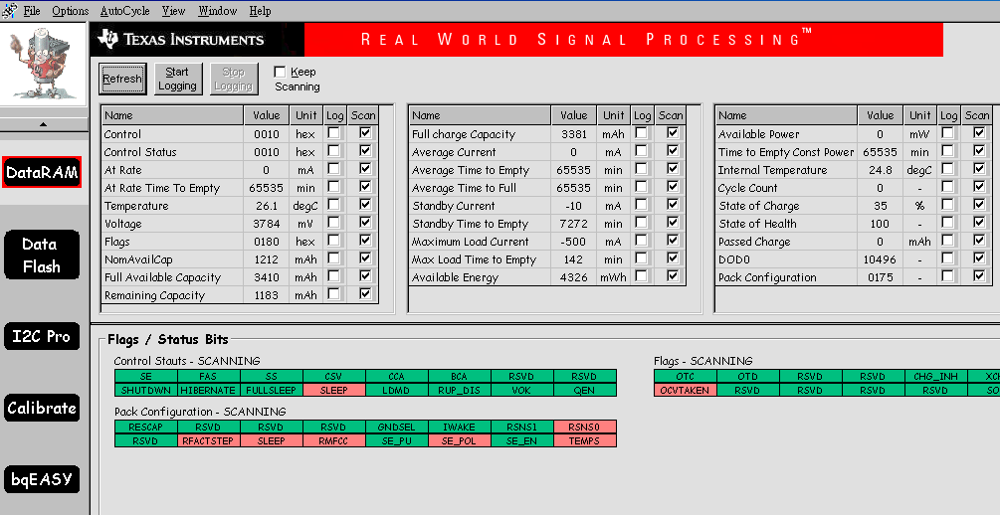 File Options AutoCycle View Window Help
TEXAS INSTRUMENTS REAL WORLD SIGNAL PROCESSING™
Refresh Start Logging Stop Logging Keep Scanning
Name Value Unit Log Scan
Control 0010 hex
Control Status 0010 hex
At Rate 0 mA
At Rate Time To Empty 65535 min
Temperature 26.1 degC
Voltage 3784 mV
Flags 0180 hex
NomAvailCap 1212 mAh
Full Available Capacity 3410 mAh
Remaining Capacity 1183 mAh
Name Value Unit Log Scan
Full charge Capacity 3381 mAh
Average Current 0 mA
Average Time to Empty 65535 min
Average Time to Full 65535 min
Standby Current -10 mA
Standby Time to Empty 7272 min
Maximum Load Current -500 mA
Max Load Time to Empty 142 min
Available Energy 4326 mWh
Name Value Unit Log Scan
Available Power 0 mW
Time to Empty Const Power 65535 min
Internal Temperature 24.8 degC
Cycle Count 0 -
State of Charge 35 %
State of Health 100 -
Passed Charge 0 mAh
DOD0 10496 -
Pack Configuration 0175 -
DataRAM
Data
Flash
I2C Pro
Calibrate
bqEASY
Flags / Status Bits
Control Stauts - SCANNING
SE FAS SS CSV CCA BCA RSVD RSVD
SHUTDWN HIBERNATE FULLSLEEP SLEEP LDMD RUP_DIS VOK QEN
Pack Configuration - SCANNING
RESCAP RSVD RSVD RSVD GNDSEL IWAKE RSNS1 RSNS0
RSVD RFACTSTEP SLEEP RMFCC SE_PU SE_POL SE_EN TEMPS
Flags - SCANNING
OTC OTD RSVD RSVD CHG_INH XCH
OCVTAKEN RSVD RSVD RSVD RSVD SO